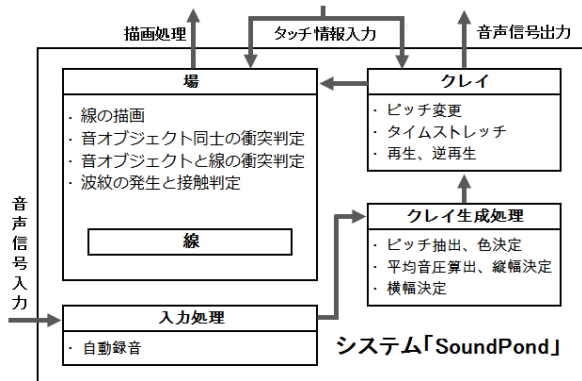 描画処理
タッチ情報入力
音声信号出力
場
・ 線の描画
・ 音オブジェクト同士の衝突判定
・ 音オブジェクトと線の衝突判定
・ 波紋の発生と接触判定
線
クレイ
・ ピッチ変更
・ タイムストレッチ
・ 再生、逆再生
クレイ生成処理
・ ピッチ抽出、色決定
・ 平均音圧算出、縦幅決定
・ 横幅決定
音声信号入力
入力処理
・ 自動録音
システム「SoundPond」